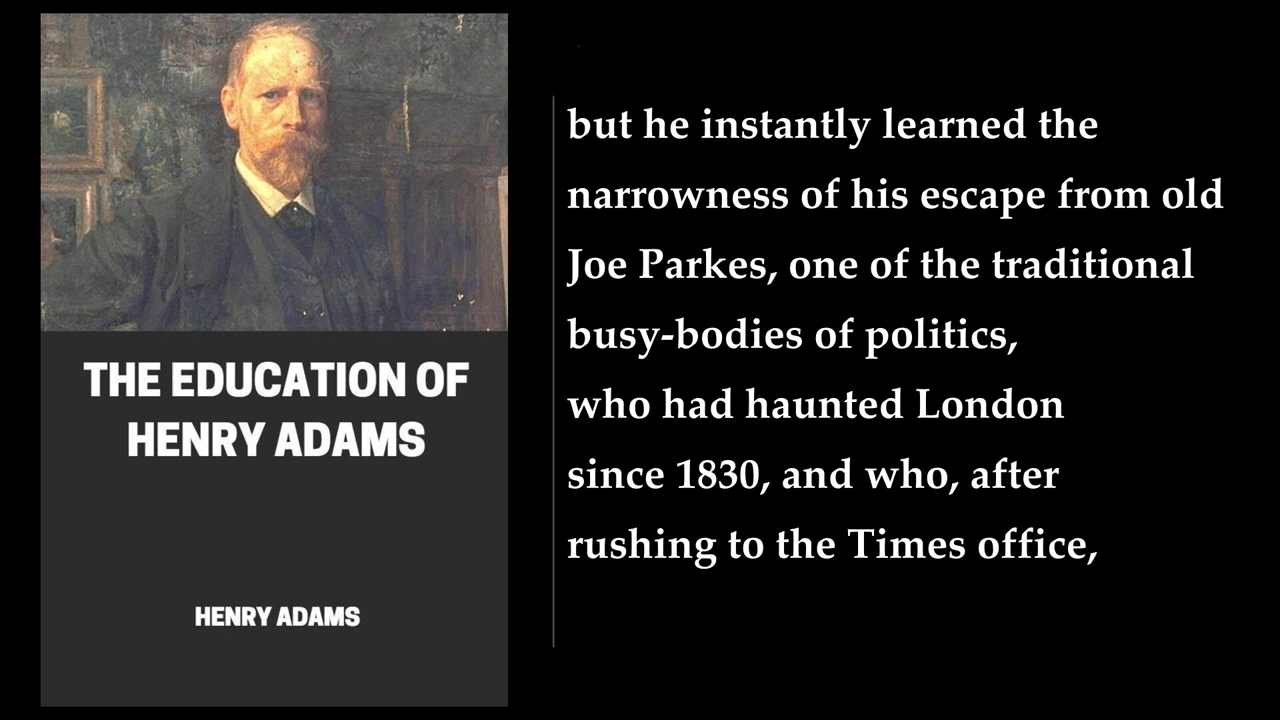 THE EDUCATION OF
HENRY ADAMS
HENRY ADAMS
but he instantly learned the
narrowness of his escape from old
Joe Parkes, one of the traditional
busy-bodies of politics,
who had haunted London
since 1830, and who, after
rushing to the Times office,